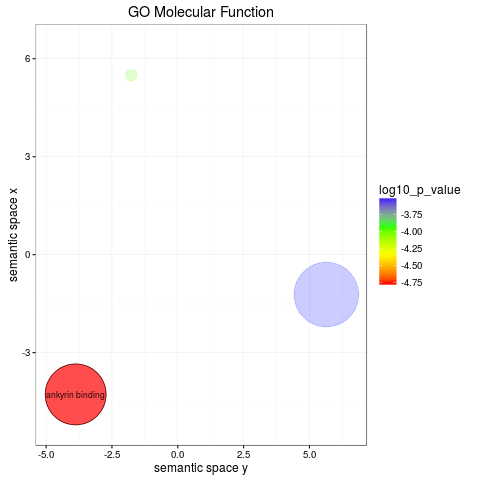 GO Molecular Function
semantic space x
6
3
0
-3
ankyrin binding
-5.0
-2.5
0.0
2.5
5.0
semantic space y
log10_p_value
-3.75
-4.00
-4.25
-4.50
-4.75